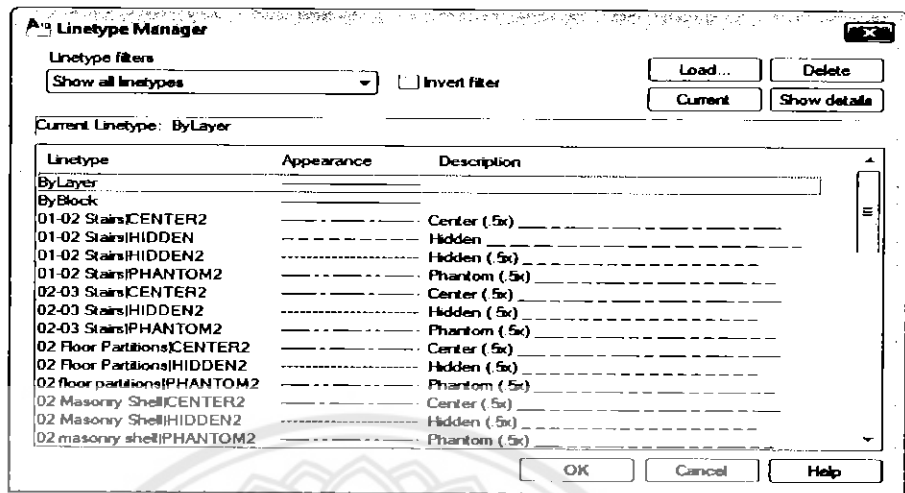 Linetype Manager
Linetype filters
Show all linetypes
Invert filter
Load...
Delete
Current
Show details
Current Linetype: ByLayer
Linetype Appearance Description
ByLayer
ByBlock
01-02 Stairs|CENTER2 Center (.5x)
01-02 Stairs|HIDDEN Hidden
01-02 Stairs|HIDDEN2 Hidden (.5x)
01-02 Stairs|PHANTOM2 Phantom (.5x)
02-03 Stairs|CENTER2 Center (.5x)
02-03 Stairs|HIDDEN2 Hidden (.5x)
02-03 Stairs|PHANTOM2 Phantom (.5x)
02 Floor Partitions|CENTER2 Center (.5x)
02 Floor Partitions|HIDDEN2 Hidden (.5x)
02 floor partitions|PHANTOM2 Phantom (.5x)
02 Masonry Shell|CENTER2 Center (.5x)
02 Masonry Shell|HIDDEN2 Hidden (.5x)
02 masonry shell|PHANTOM2 Phantom (.5x)
OK
Cancel
Help